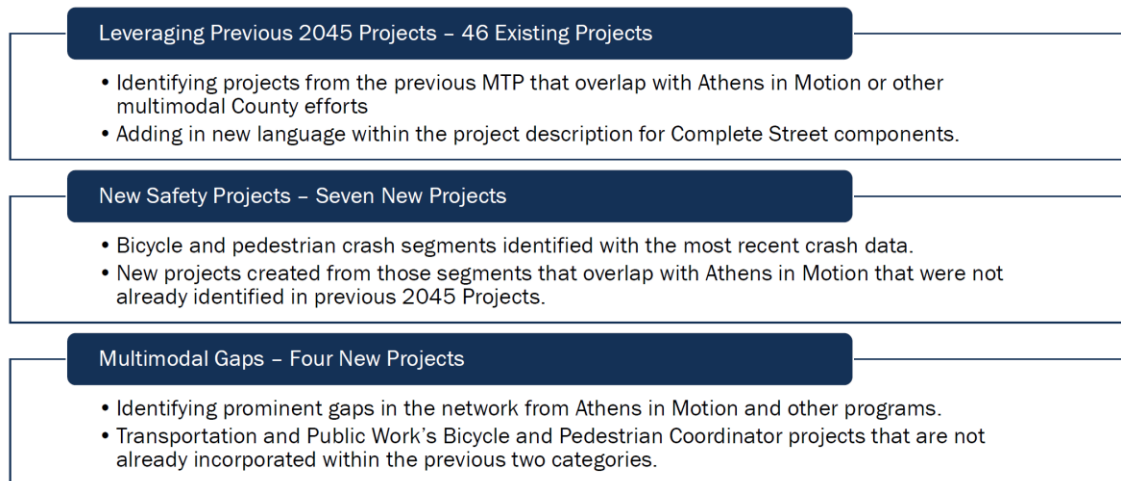 Leveraging Previous 2045 Projects – 46 Existing Projects
• Identifying projects from the previous MTP that overlap with Athens in Motion or other
multimodal County efforts
• Adding in new language within the project description for Complete Street components.
New Safety Projects – Seven New Projects
• Bicycle and pedestrian crash segments identified with the most recent crash data.
• New projects created from those segments that overlap with Athens in Motion that were not
already identified in previous 2045 Projects.
Multimodal Gaps – Four New Projects
• Identifying prominent gaps in the network from Athens in Motion and other programs.
• Transportation and Public Work's Bicycle and Pedestrian Coordinator projects that are not
already incorporated within the previous two categories.